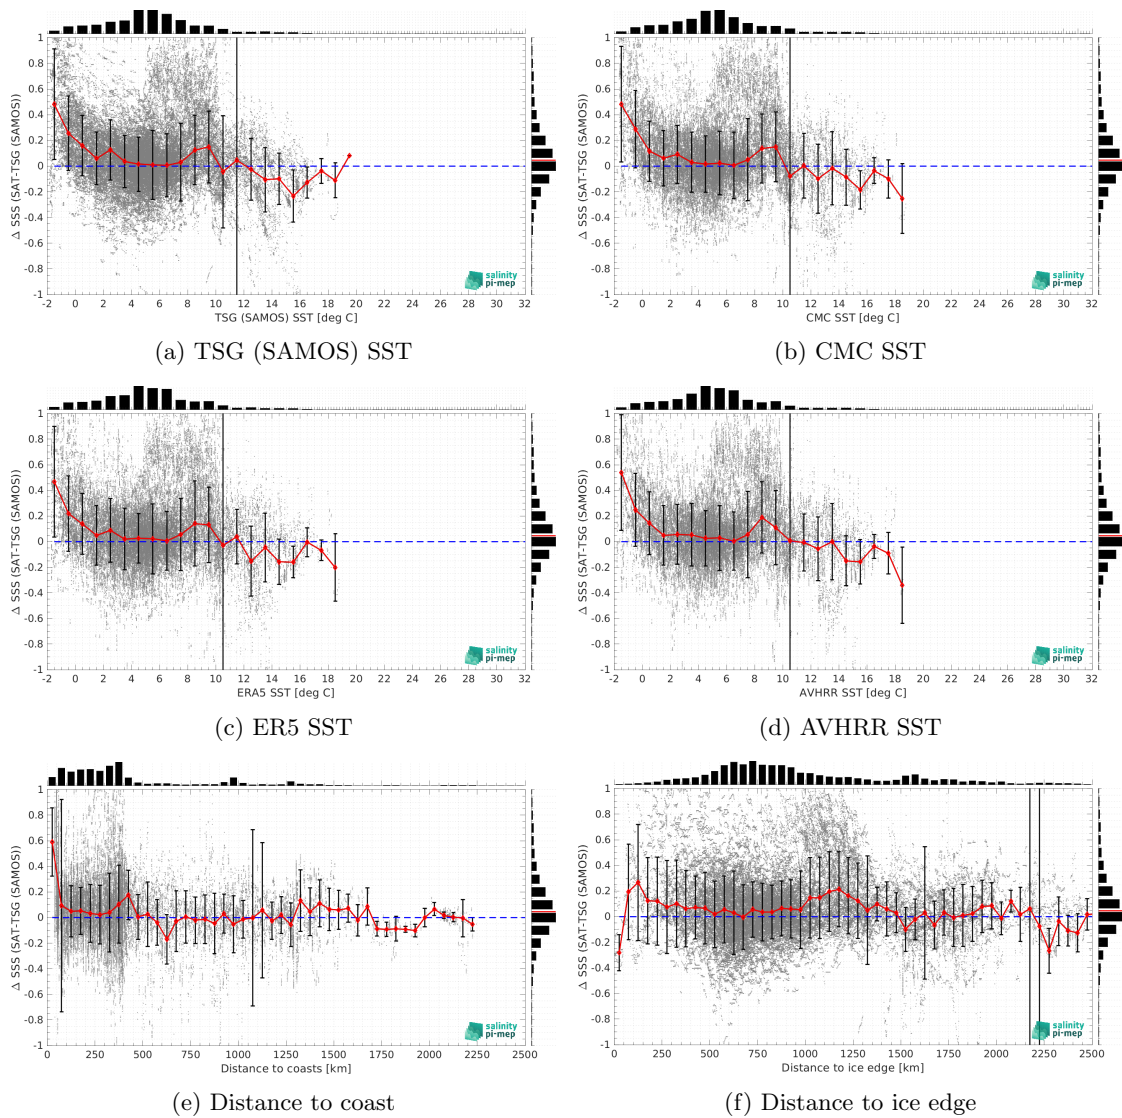 1
0.8
0.6
0.4
0.2
0
-0.2
-0.4
-0.6
-0.8
-1
Δ SSS (SAT-TSG (SAMOS))
-2 0 2 4 6 8 10 12 14 16 18 20 22 24 26 28 30 32
TSG (SAMOS) SST [deg C]
salinity
pi-mep
(a) TSG (SAMOS) SST
1
0.8
0.6
0.4
0.2
0
-0.2
-0.4
-0.6
-0.8
-1
Δ SSS (SAT-TSG (SAMOS))
-2 0 2 4 6 8 10 12 14 16 18 20 22 24 26 28 30 32
CMC SST [deg C]
salinity
pi-mep
(b) CMC SST
1
0.8
0.6
0.4
0.2
0
-0.2
-0.4
-0.6
-0.8
-1
Δ SSS (SAT-TSG (SAMOS))
-2 0 2 4 6 8 10 12 14 16 18 20 22 24 26 28 30 32
ERA5 SST [deg C]
salinity
pi-mep
(c) ER5 SST
1
0.8
0.6
0.4
0.2
0
-0.2
-0.4
-0.6
-0.8
-1
Δ SSS (SAT-TSG (SAMOS))
-2 0 2 4 6 8 10 12 14 16 18 20 22 24 26 28 30 32
AVHRR SST [deg C]
salinity
pi-mep
(d) AVHRR SST
1
0.8
0.6
0.4
0.2
0
-0.2
-0.4
-0.6
-0.8
-1
Δ SSS (SAT-TSG (SAMOS))
0 250 500 750 1000 1250 1500 1750 2000 2250 2500
Distance to coasts [km]
salinity
pi-mep
(e) Distance to coast
1
0.8
0.6
0.4
0.2
0
-0.2
-0.4
-0.6
-0.8
-1
Δ SSS (SAT-TSG (SAMOS))
0 250 500 750 1000 1250 1500 1750 2000 2250 2500
Distance to ice edge [km]
salinity
pi-mep
(f) Distance to ice edge